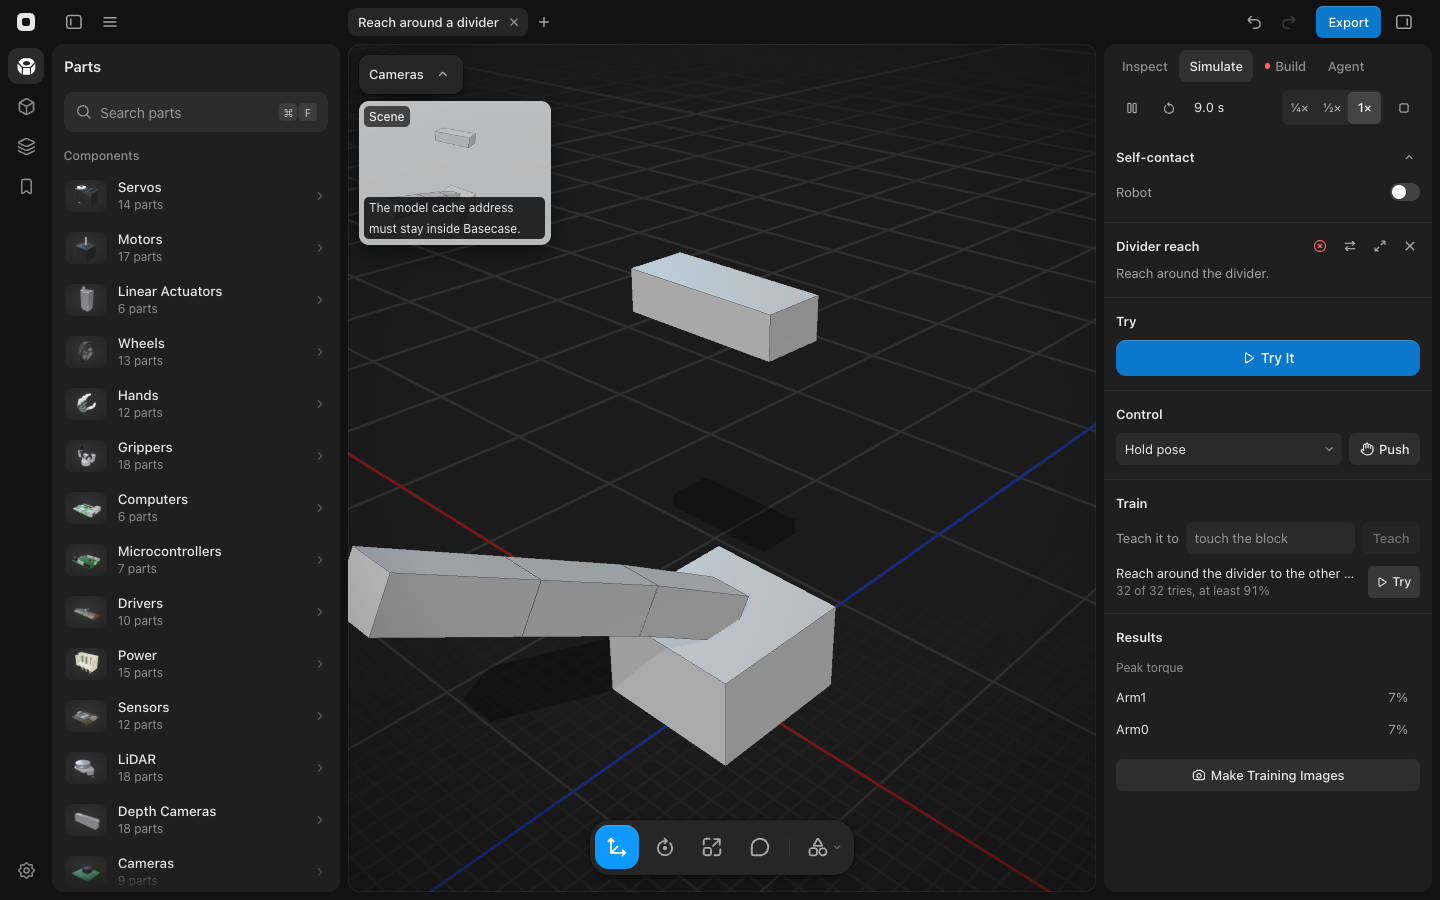 Reach around a divider
Export
Parts
Search parts
⌘ F
Components
Servos
14 parts
Motors
17 parts
Linear Actuators
6 parts
Wheels
13 parts
Hands
12 parts
Grippers
18 parts
Computers
6 parts
Microcontrollers
7 parts
Drivers
10 parts
Power
15 parts
Sensors
12 parts
LiDAR
18 parts
Depth Cameras
18 parts
Cameras
9 parts
Cameras
Scene
The model cache address
must stay inside Basecase.
Inspect Simulate Build Agent
9.0 s ¼× ½× 1×
Self-contact
Robot
Divider reach
Reach around the divider.
Try
Try It
Control
Hold pose Push
Train
Teach it to touch the block Teach
Reach around the divider to the other ...
32 of 32 tries, at least 91%
Try
Results
Peak torque
Arm1 7%
Arm0 7%
Make Training Images